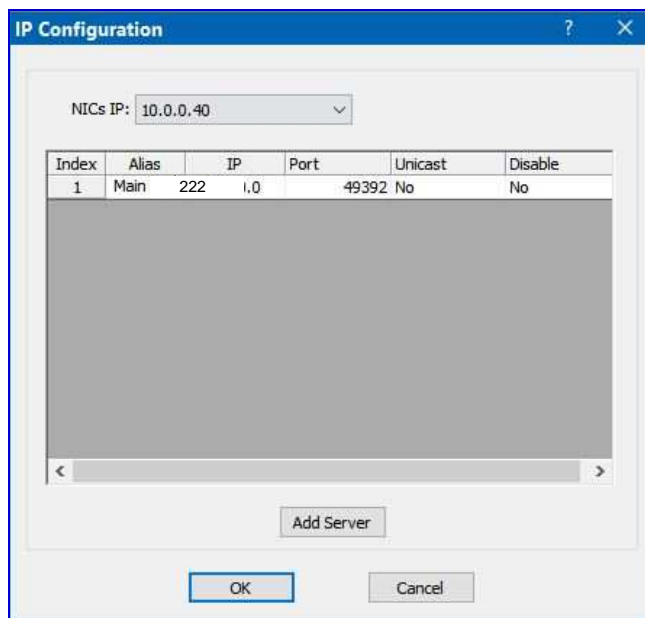 IP Configuration ? ×
NICs IP: 10.0.0.40
Index Alias IP Port Unicast Disable
1 Main 222 .0 49392 No No
Add Server
OK Cancel